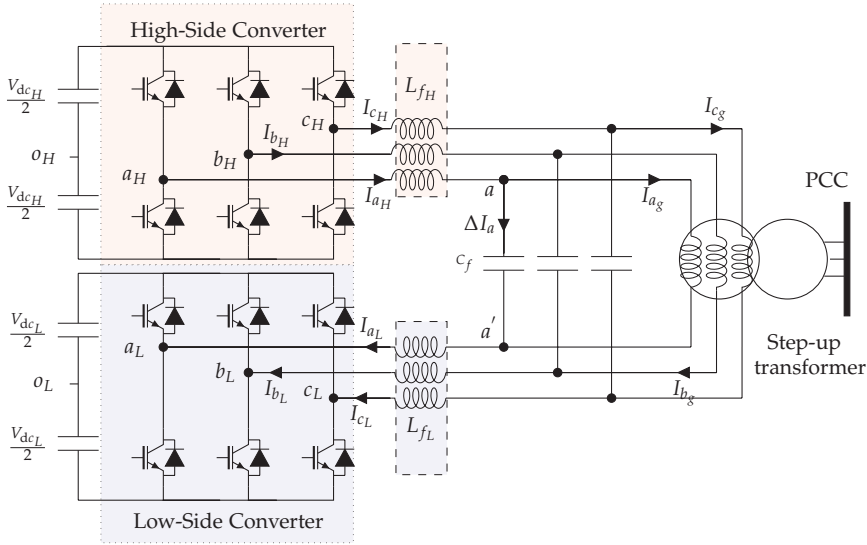 High-Side Converter
V_dc_H / 2
o_H
V_dc_H / 2
a_H
b_H
c_H
I_b_H
I_c_H
I_a_H
L_f_H
I_c_g
a
I_a_g
PCC
ΔI_a
c_f
V_dc_L / 2
o_L
V_dc_L / 2
a_L
b_L
c_L
I_a_L
I_b_L
I_c_L
a′
L_f_L
I_b_g
Step-up
transformer
Low-Side Converter